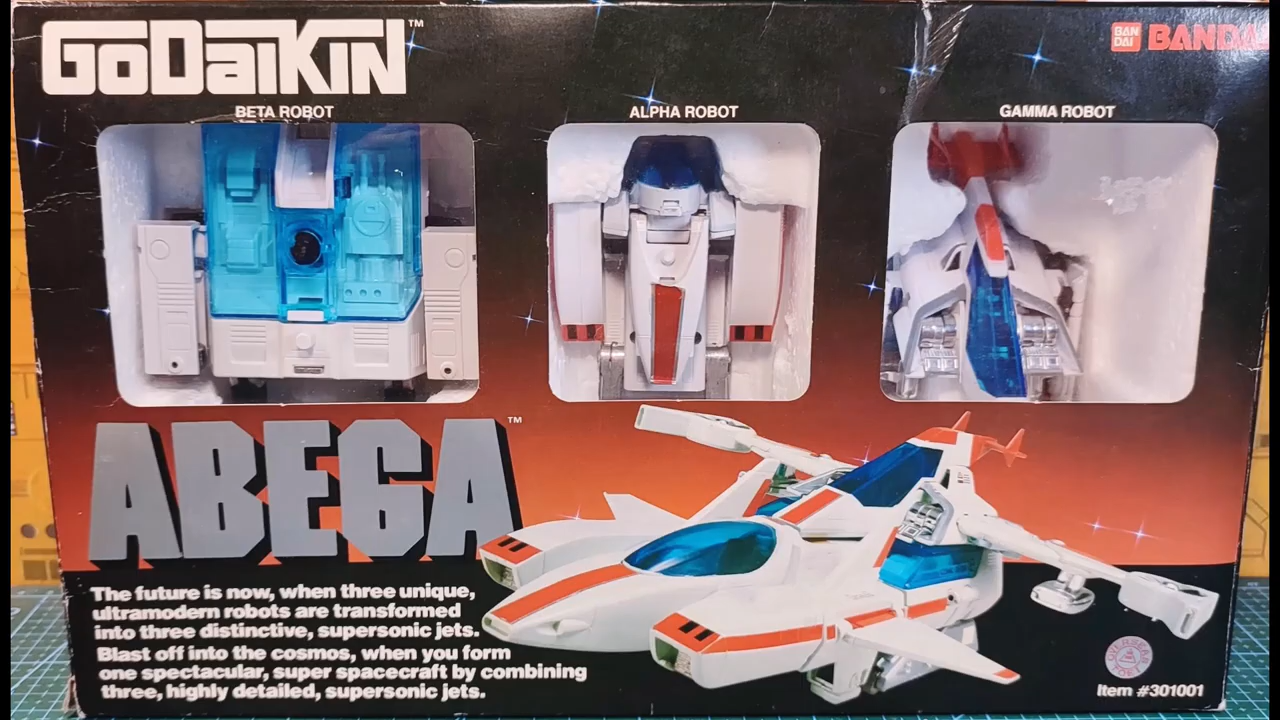 GoDaiKiN™
BAN
DAI
BANDAI
BETA ROBOT
ALPHA ROBOT
GAMMA ROBOT
ABEGA™
The future is now, when three unique,
ultramodern robots are transformed
into three distinctive, supersonic jets.
Blast off into the cosmos, when you form
one spectacular, super spacecraft by combining
three, highly detailed, supersonic jets.
Item #301001